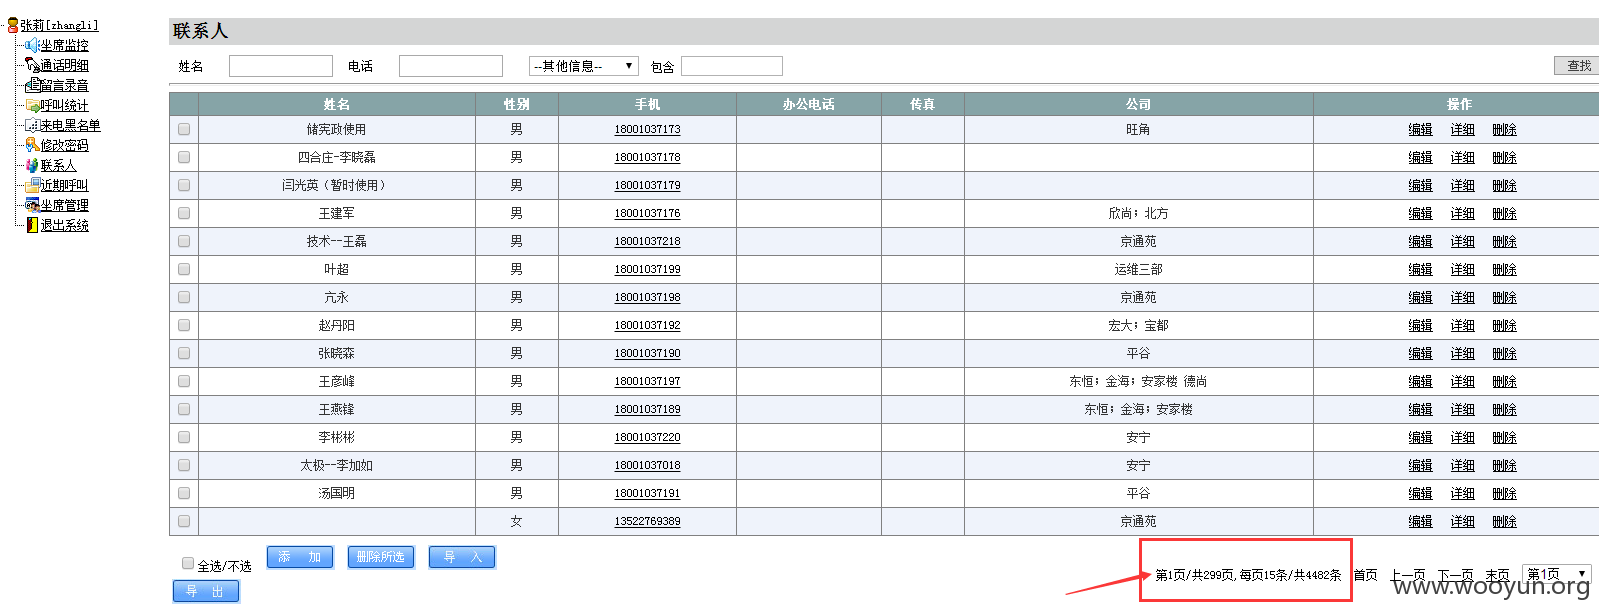 张莉[zhangli]
坐席监控
通话明细
留言录音
呼叫统计
来电黑名单
修改密码
联系人
近期呼叫
坐席管理
退出系统
联系人
姓名 电话 --其他信息-- 包含 查找
姓名 性别 手机 办公电话 传真 公司 操作
储宪政使用 男 18001037173 旺角 编辑 详细 删除
四合庄-李晓磊 男 18001037178 编辑 详细 删除
闫光英（暂时使用） 男 18001037179 编辑 详细 删除
王建军 男 18001037176 欣尚；北方 编辑 详细 删除
技术--王磊 男 18001037218 京通苑 编辑 详细 删除
叶超 男 18001037199 运维三部 编辑 详细 删除
亢永 男 18001037198 京通苑 编辑 详细 删除
赵丹阳 男 18001037192 宏大；宝都 编辑 详细 删除
张晓森 男 18001037190 平谷 编辑 详细 删除
王彦峰 男 18001037197 东恒；金海；安家楼 德尚 编辑 详细 删除
王燕锋 男 18001037189 东恒；金海；安家楼 编辑 详细 删除
李彬彬 男 18001037220 安宁 编辑 详细 删除
太极--李加如 男 18001037018 安宁 编辑 详细 删除
汤国明 男 18001037191 平谷 编辑 详细 删除
女 13522769389 京通苑 编辑 详细 删除
全选/不选 添 加 删除所选 导 入
第1页/共299页,每页15条/共4482条 首页 上一页 下一页 末页 第1页
导 出
www.wooyun.org